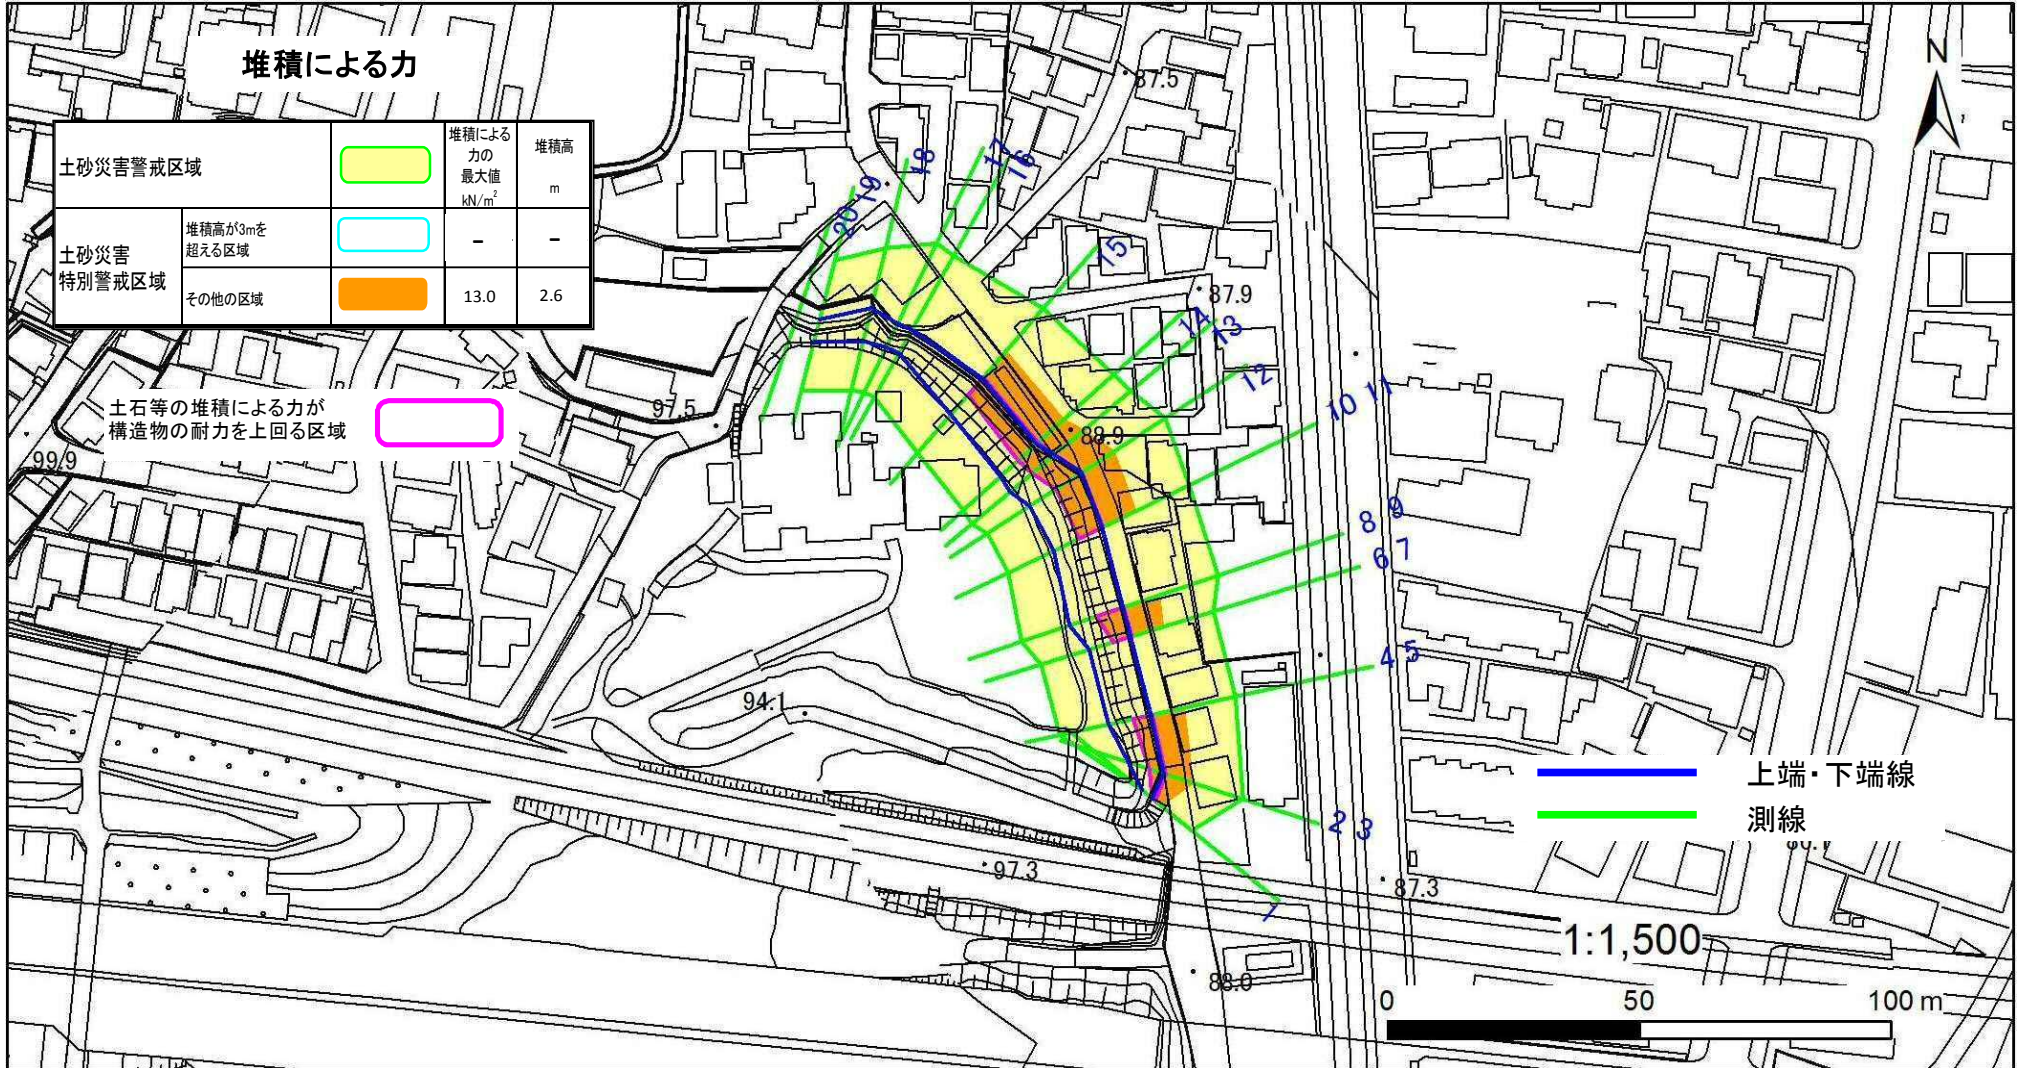 堆積による力
N
土砂災害警戒区域
堆積による
力の
最大値
kN/m²
堆積高
m
土砂災害
特別警戒区域
堆積高が3mを
超える区域
-
-
その他の区域
13.0
2.6
土石等の堆積による力が
構造物の耐力を上回る区域
87.5
18
17
16
19
20
15
87.9
14
13
12
10 11
97.5
88.9
99.9
8 9
6 7
4 5
94.1
2 3
1
97.3
87.3
88.0
上端・下端線
測線
1:1,500
0
50
100 m